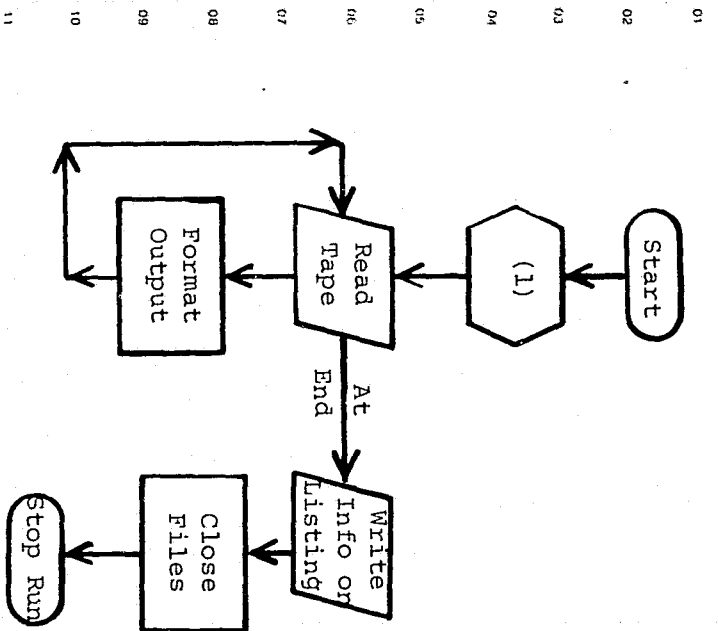 01
02
03
04
05
06
07
08
09
10
11
Start
(1)
Read
Tape
At
End
Format
Output
Write
Info on
Listing
Close
Files
Stop Run